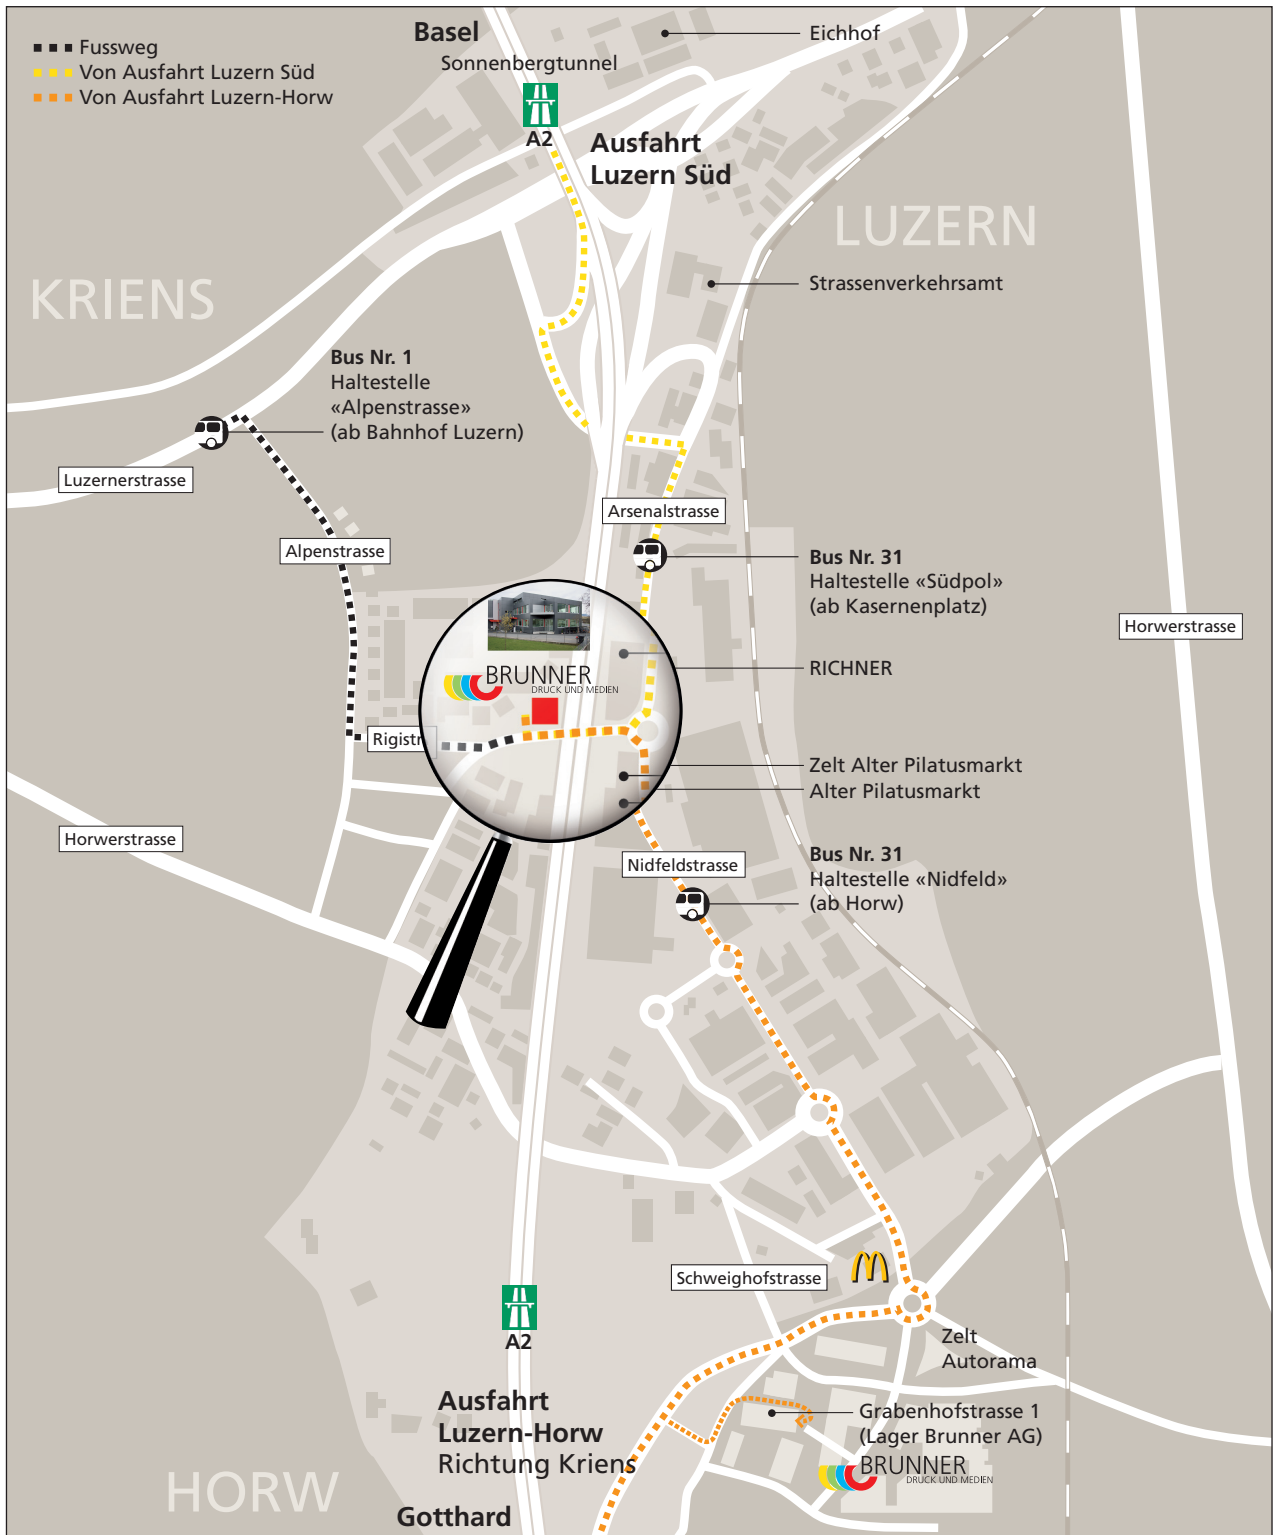 Fussweg
Von Ausfahrt Luzern Süd
Von Ausfahrt Luzern-Horw
Basel
Sonnenbergtunnel
A2
Eichhof
Ausfahrt
Luzern Süd
LUZERN
KRIENS
Strassenverkehrsamt
Bus Nr. 1
Haltestelle
«Alpenstrasse»
(ab Bahnhof Luzern)
Luzernerstrasse
Arsenalstrasse
Alpenstrasse
Bus Nr. 31
Haltestelle «Südpol»
(ab Kasernenplatz)
Horwerstrasse
RICHNER
BRUNNER
DRUCK UND MEDIEN
Zelt Alter Pilatusmarkt
Alter Pilatusmarkt
Horwerstrasse
Nidfeldstrasse
Bus Nr. 31
Haltestelle «Nidfeld»
(ab Horw)
Schweighofstrasse
A2
Zelt
Autorama
Ausfahrt
Luzern-Horw
Richtung Kriens
Grabenhofstrasse 1
(Lager Brunner AG)
BRUNNER
DRUCK UND MEDIEN
HORW
Gotthard